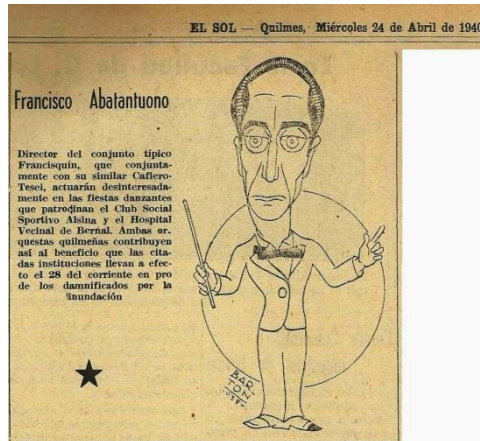 EL SOL — Quilmes, Miércoles 24 de Abril de 1940
Francisco Abatantuono
Director del conjunto típico
Francisquín, que conjunta-
mente con su similar Cafiero-
Tesei, actuarán desinteresada-
mente en las fiestas danzantes
que patrocinan el Club Social
Sportivo Alsina y el Hospital
Vecinal de Bernal. Ambas or.
questas quilmeñas contribuyen
así al beneficio que las cita-
das instituciones llevan a efec-
to el 28 del corriente en pro
de los damnificados por la
inundación
BAR
TON